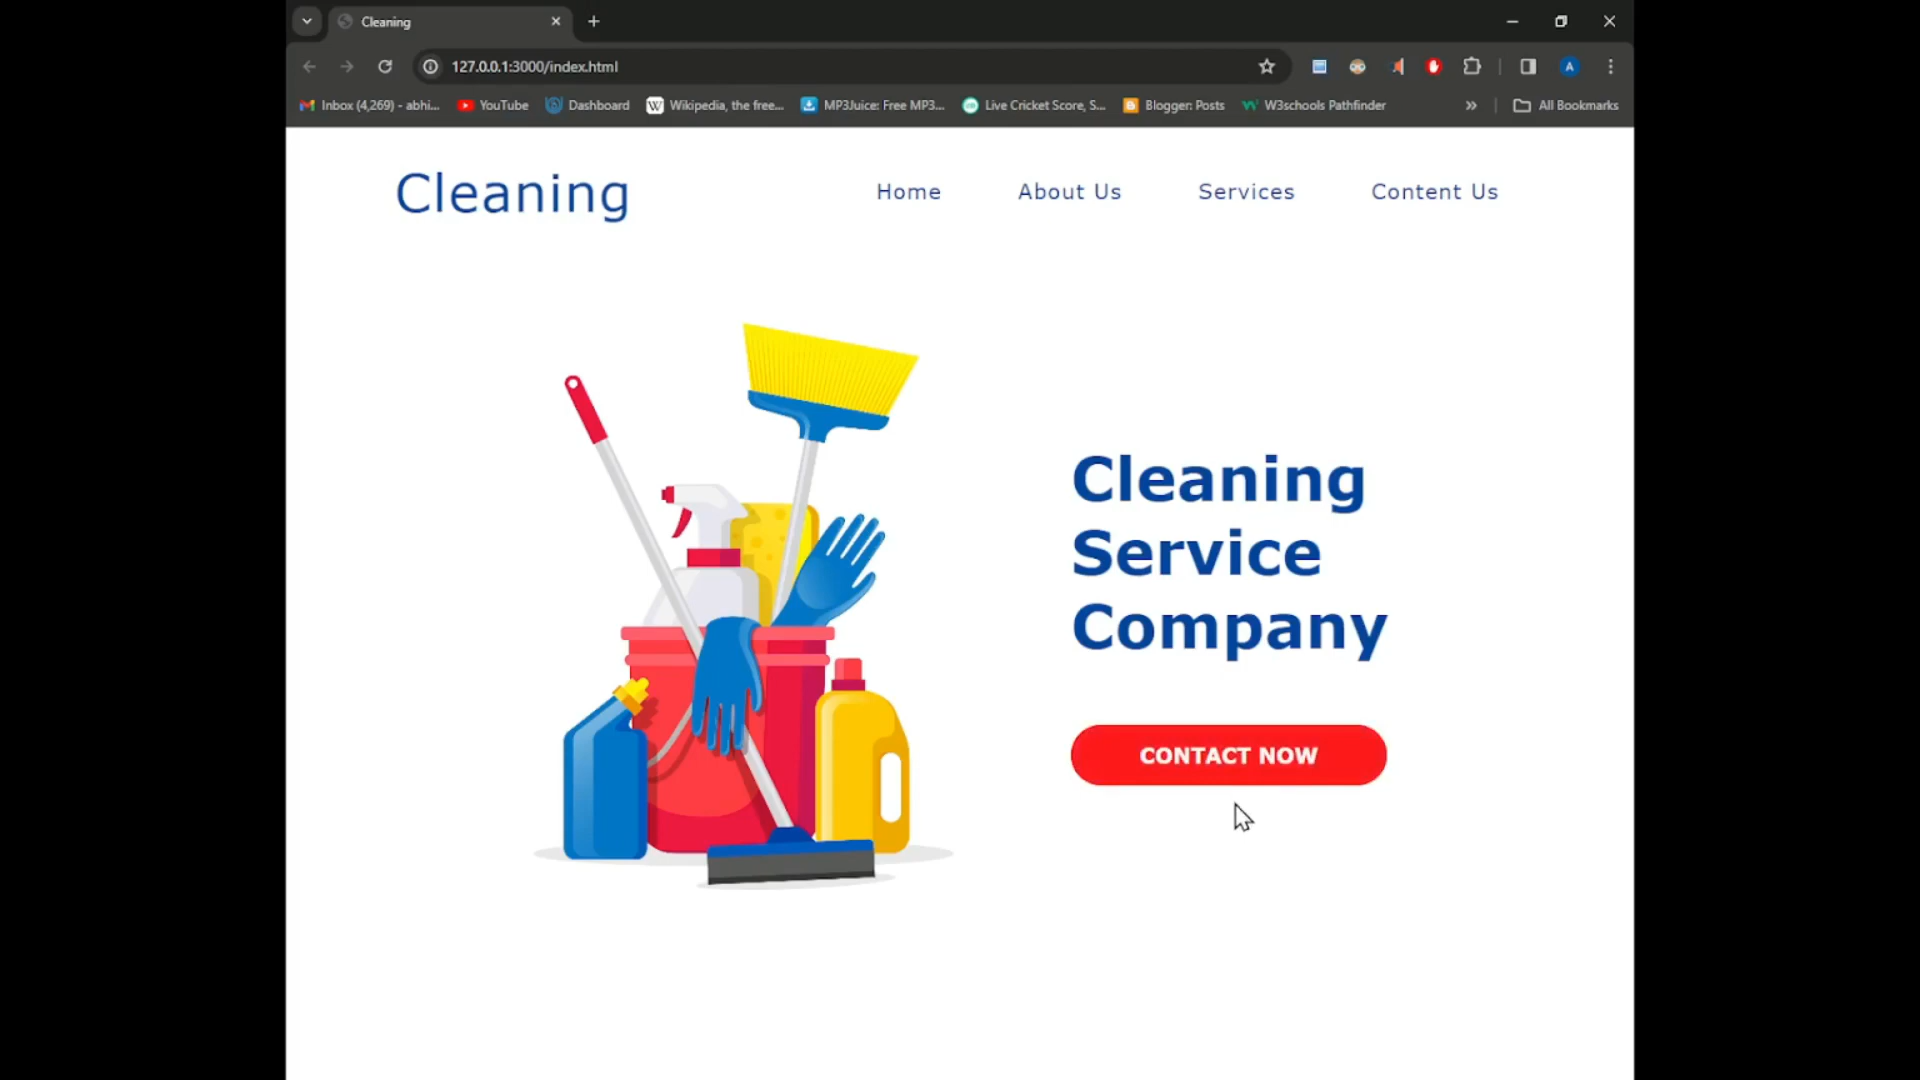 Cleaning
127.0.0.1:3000/index.html
A
Inbox (4,269) - abhi...
YouTube
Dashboard
W
Wikipedia, the free...
MP3Juice: Free MP3...
Live Cricket Score, S...
Blogger: Posts
W3schools Pathfinder
All Bookmarks
Cleaning
Home
About Us
Services
Content Us
Cleaning
Service
Company
CONTACT NOW